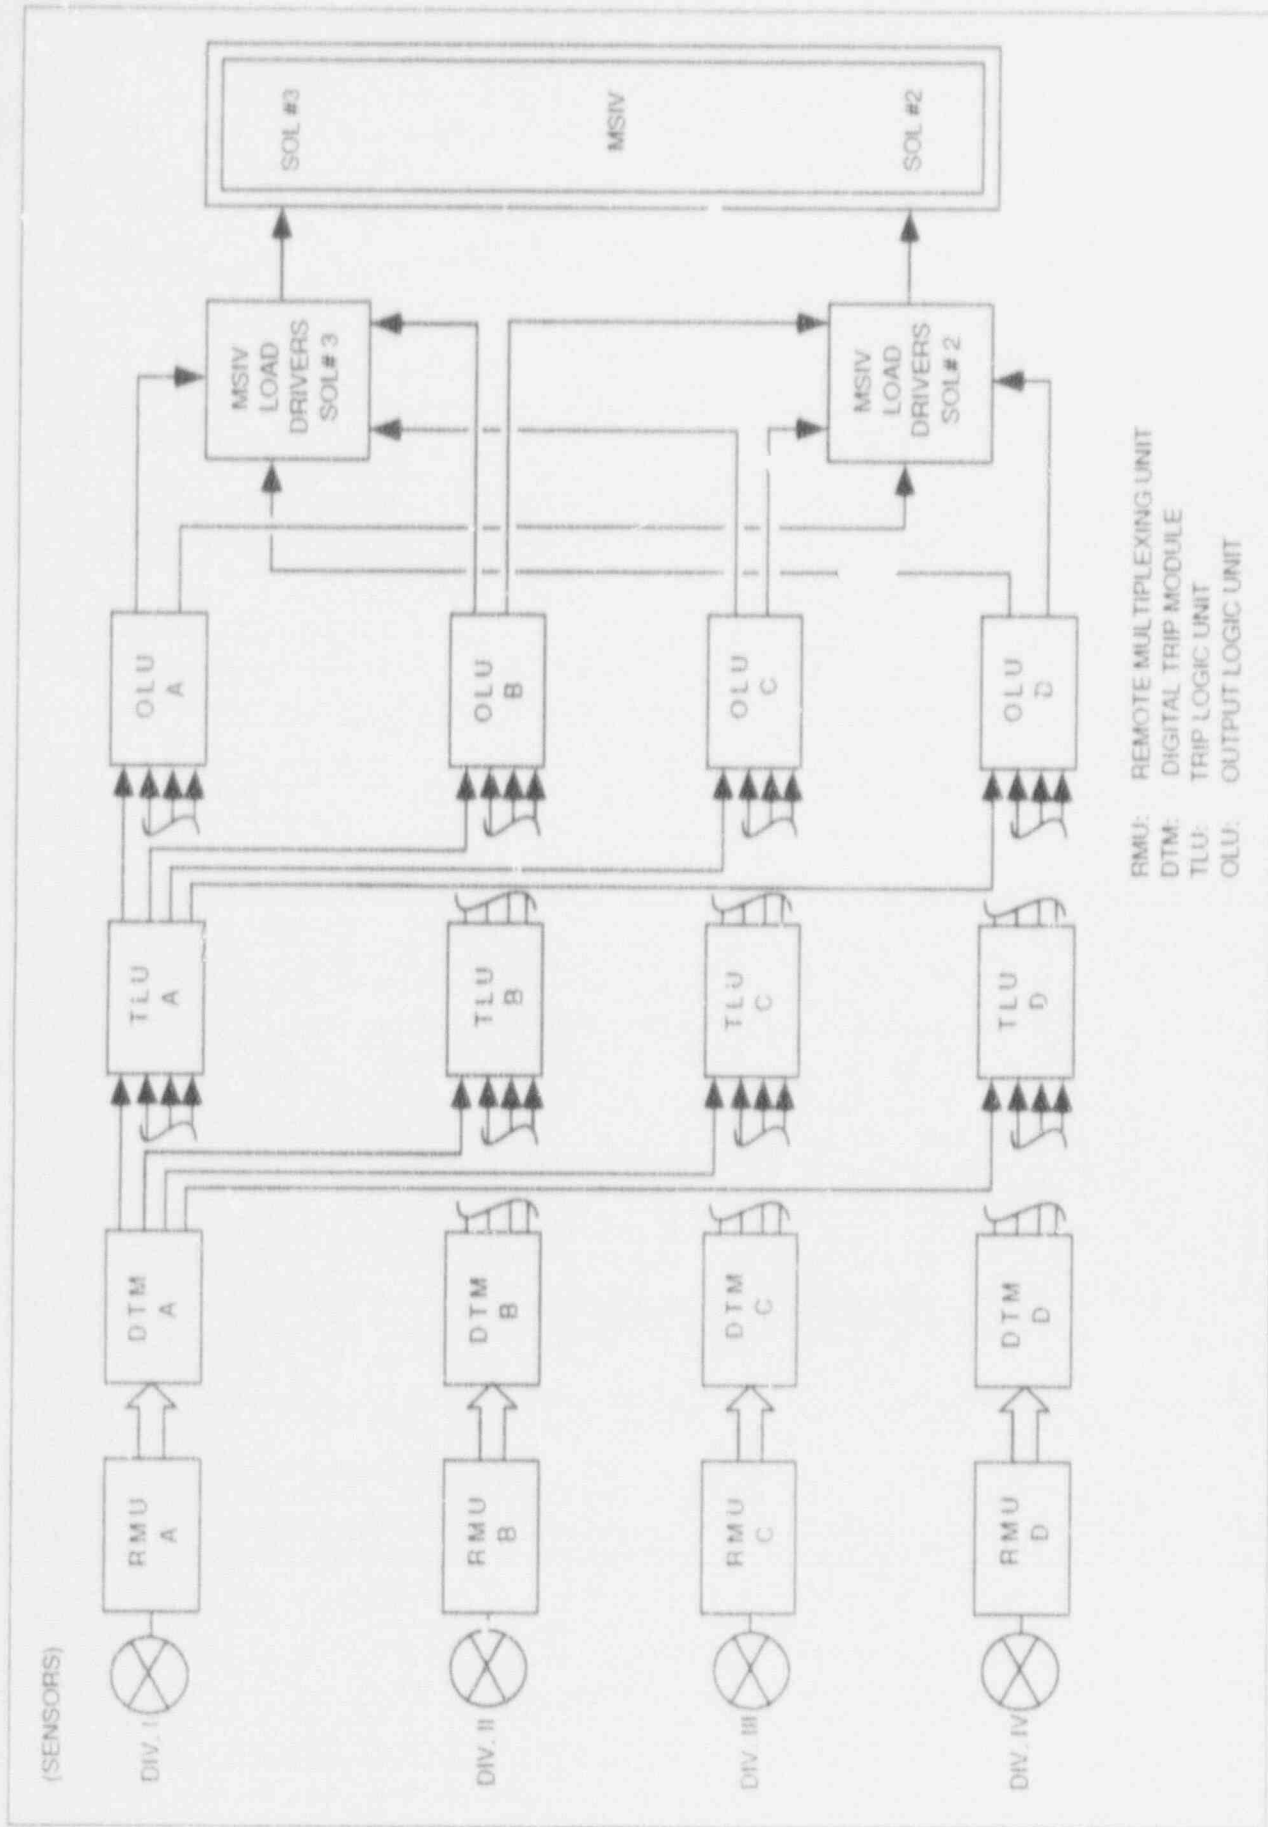 (SENSORS)
DIV. I
RMU
A
DTM
A
TLU
A
OLU
A
MSIV
LOAD
DRIVERS
SOL# 3
SOL #3
DIV. II
RMU
B
DTM
B
TLU
B
OLU
B
MSIV
DIV. III
RMU
C
DTM
C
TLU
C
OLU
C
DIV. IV
RMU
D
DTM
D
TLU
D
OLU
D
MSIV
LOAD
DRIVERS
SOL# 2
SOL #2
RMU: REMOTE MULTIPLEXING UNIT
DTM: DIGITAL TRIP MODULE
TLU: TRIP LOGIC UNIT
OLU: OUTPUT LOGIC UNIT